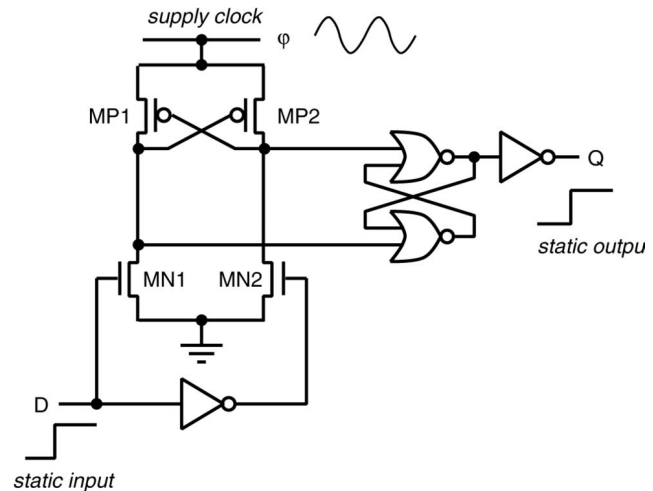 supply clock
φ
MP1
MP2
Q
static outpu
MN1
MN2
D
static input